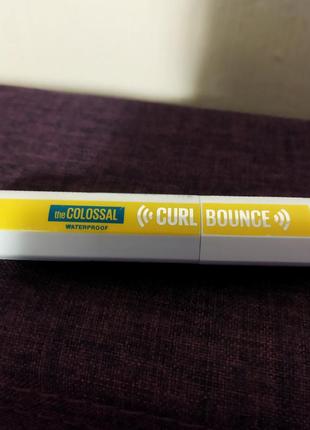 the COLOSSAL
WATERPROOF
CURL BOUNCE